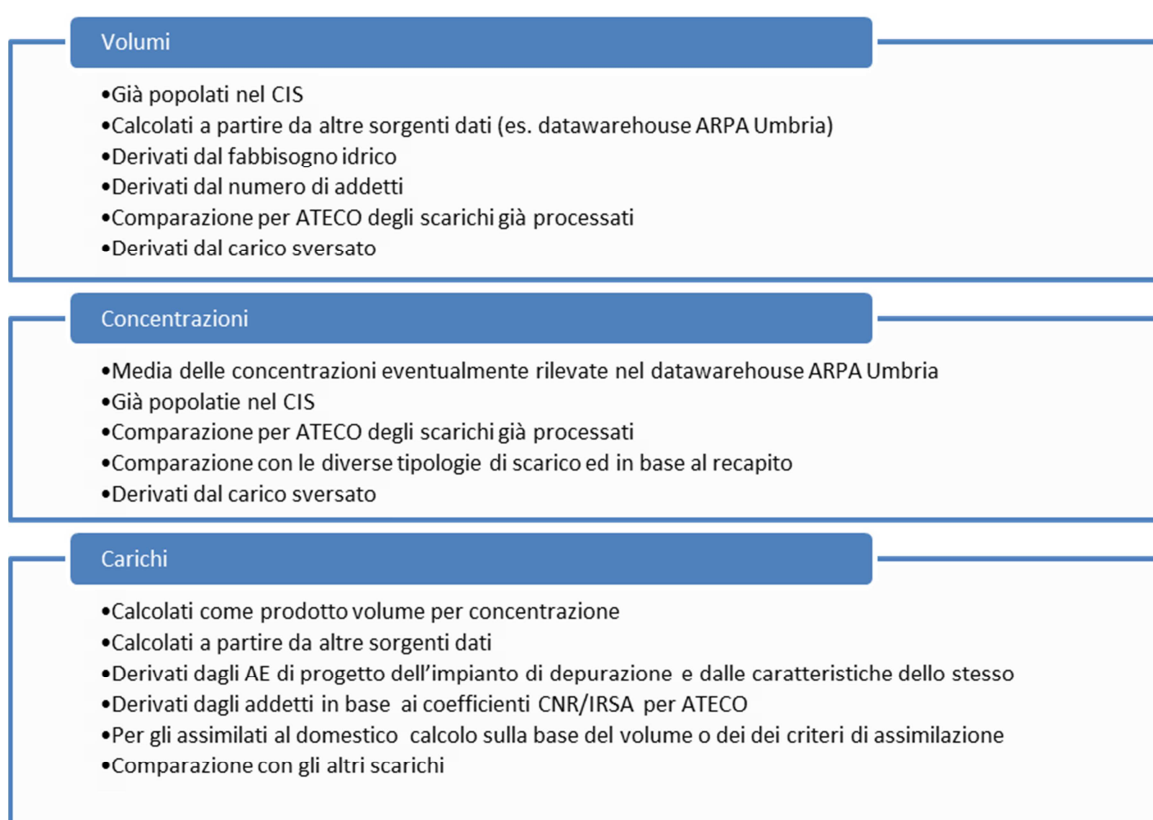 Volumi
•Già popolati nel CIS
•Calcolati a partire da altre sorgenti dati (es. datawarehouse ARPA Umbria)
•Derivati dal fabbisogno idrico
•Derivati dal numero di addetti
•Comparazione per ATECO degli scarichi già processati
•Derivati dal carico sversato
Concentrazioni
•Media delle concentrazioni eventualmente rilevate nel datawarehouse ARPA Umbria
•Già popolatie nel CIS
•Comparazione per ATECO degli scarichi già processati
•Comparazione con le diverse tipologie di scarico ed in base al recapito
•Derivati dal carico sversato
Carichi
•Calcolati come prodotto volume per concentrazione
•Calcolati a partire da altre sorgenti dati
•Derivati dagli AE di progetto dell’impianto di depurazione e dalle caratteristiche dello stesso
•Derivati dagli addetti in base ai coefficienti CNR/IRSA per ATECO
•Per gli assimilati al domestico calcolo sulla base del volume o dei dei criteri di assimilazione
•Comparazione con gli altri scarichi